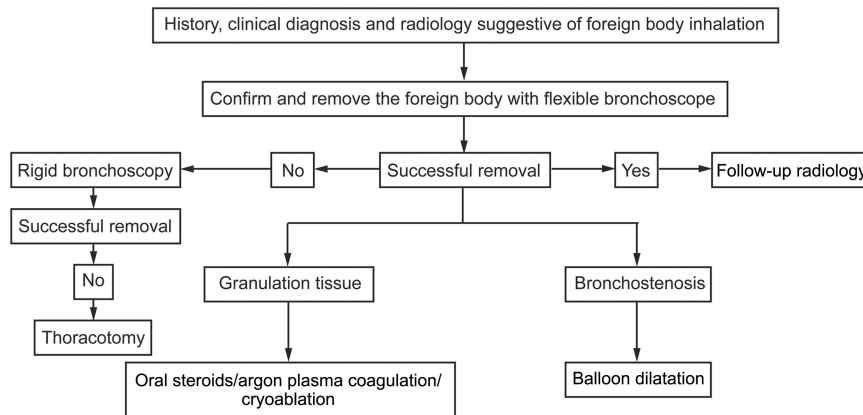 History, clinical diagnosis and radiology suggestive of foreign body inhalation
Confirm and remove the foreign body with flexible bronchoscope
Rigid bronchoscopy
No
Successful removal
Yes
Follow-up radiology
Successful removal
No
Granulation tissue
Bronchostenosis
Thoracotomy
Oral steroids/argon plasma coagulation/
cryoablation
Balloon dilatation